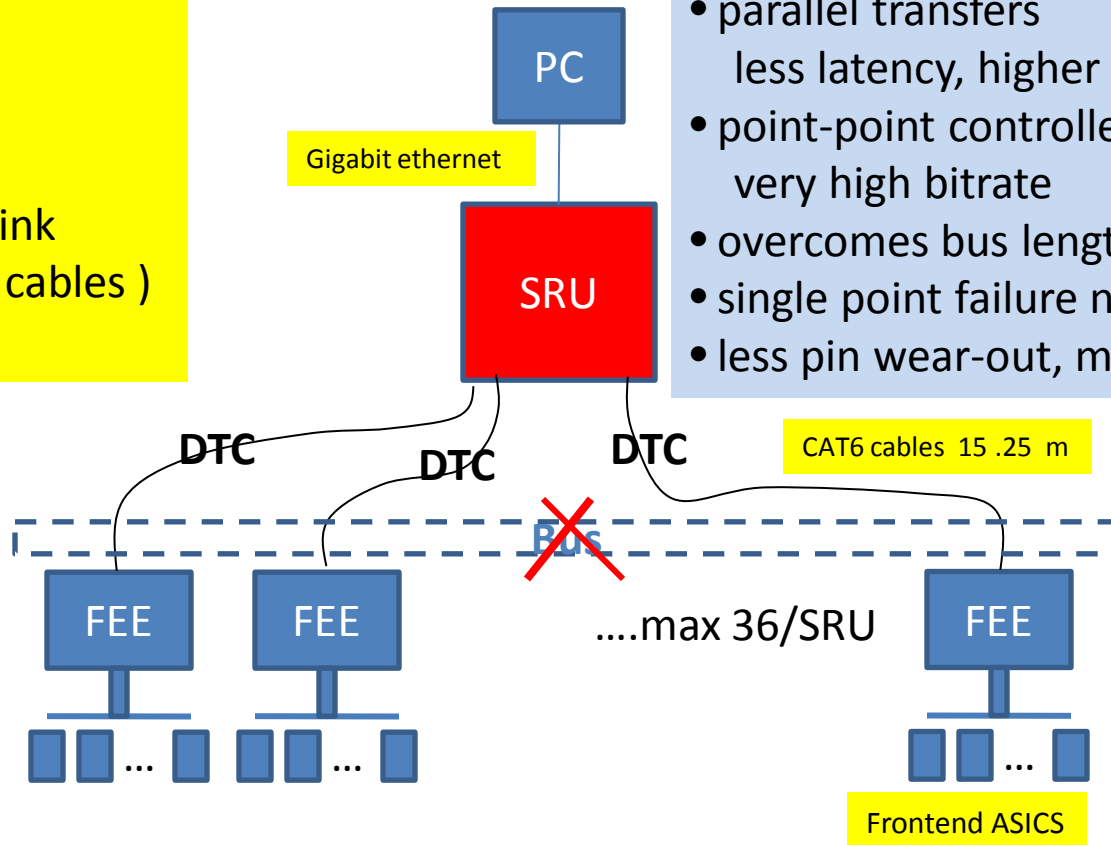 ink
cables )
PC
Gigabit ethernet
SRU
• parallel transfers
less latency, higher
• point-point controlle
very high bitrate
• overcomes bus lengt
• single point failure n
• less pin wear-out, m
DTC
DTC
DTC
CAT6 cables 15 .25 m
Bus
FEE
FEE
….max 36/SRU
FEE
...
...
...
Frontend ASICS